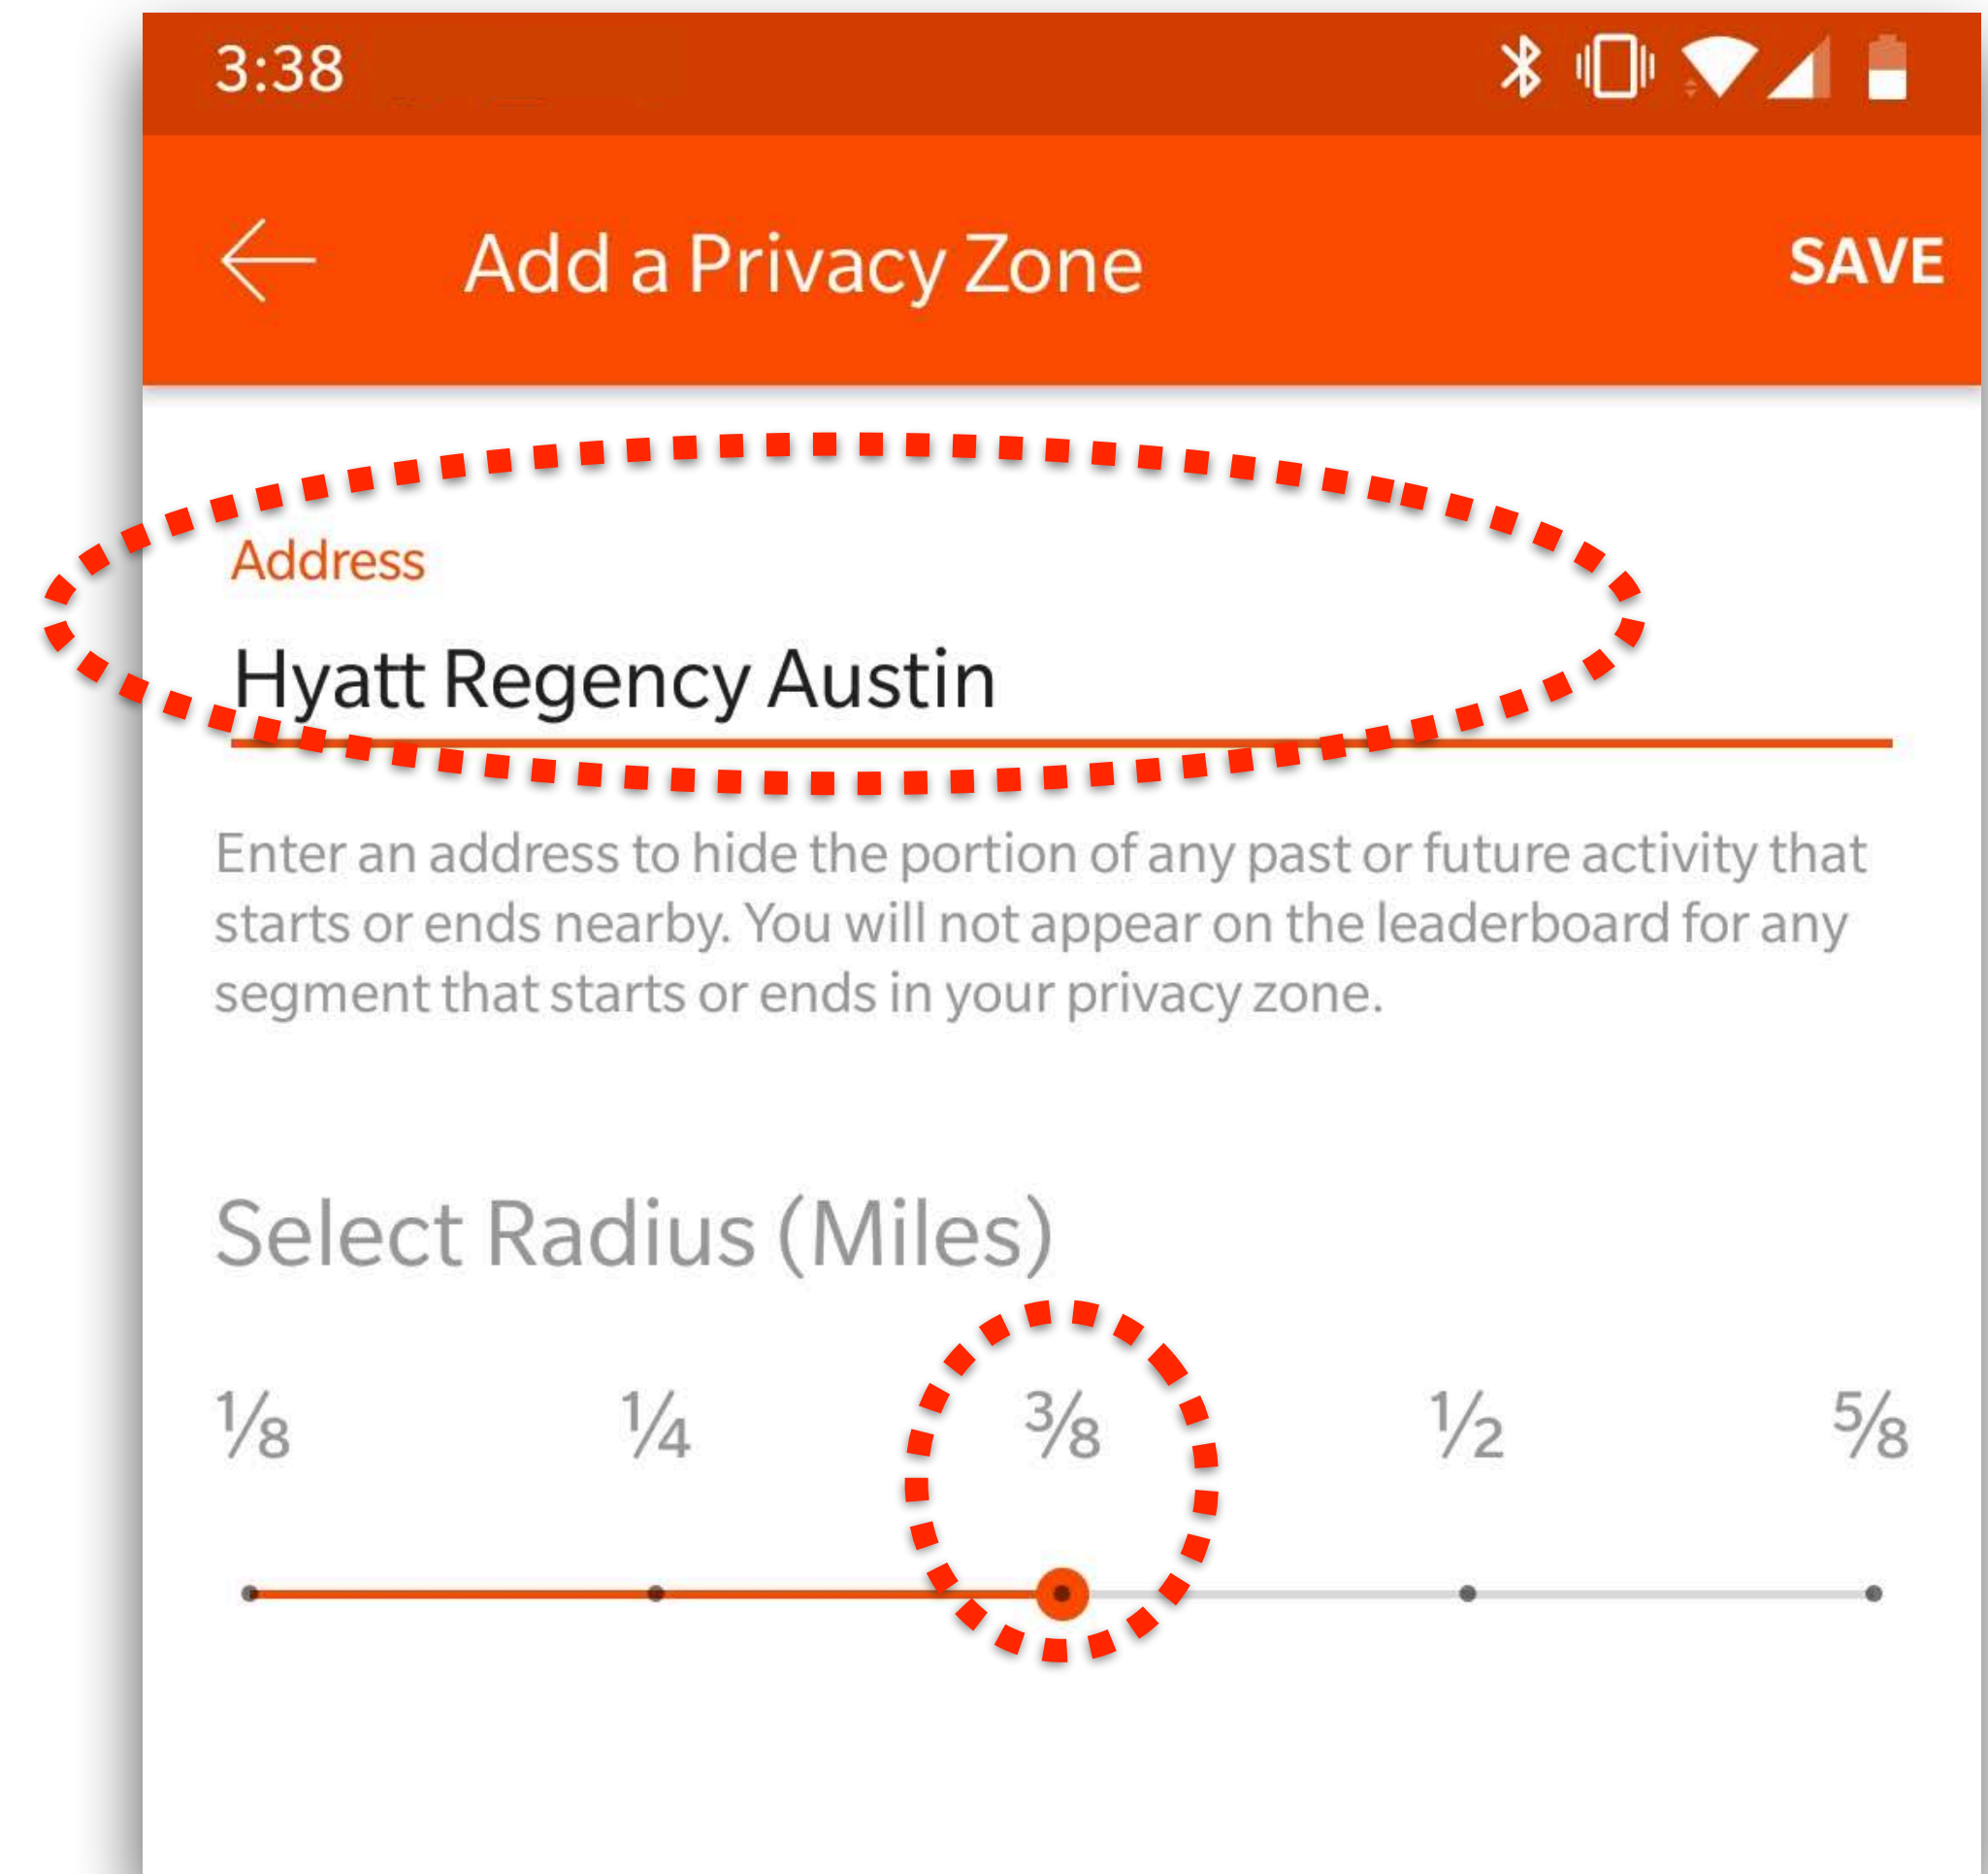 3:38
Add a Privacy Zone
SAVE
Address
Hyatt Regency Austin
Enter an address to hide the portion of any past or future activity that
starts or ends nearby. You will not appear on the leaderboard for any
segment that starts or ends in your privacy zone.
Select Radius (Miles)
⅛ ¼ ⅜ ½ ⅝